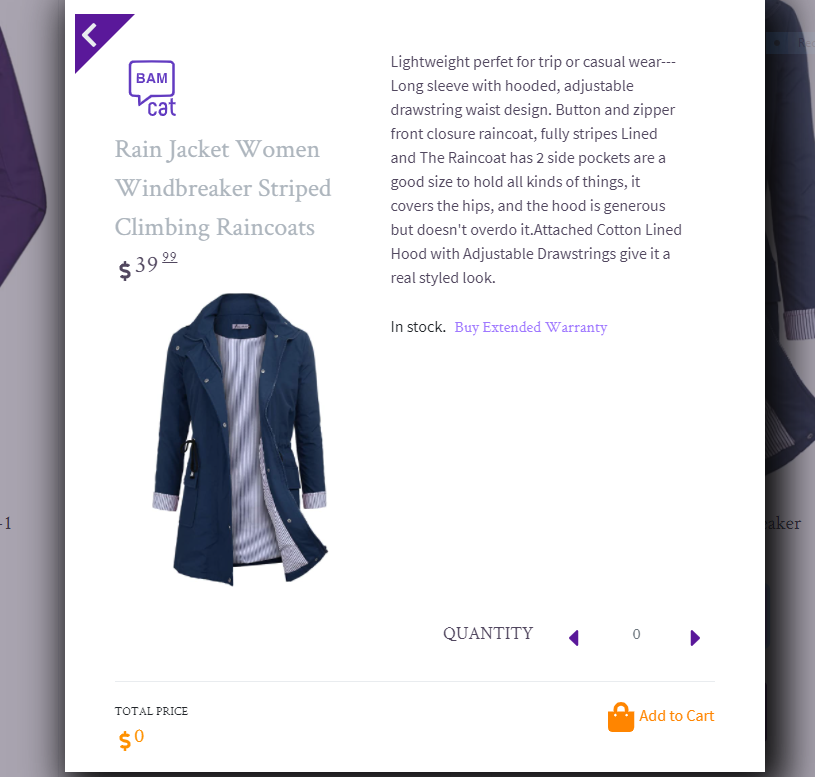 BAM
cat
Rain Jacket Women
Windbreaker Striped
Climbing Raincoats
$ 39 99
Lightweight perfet for trip or casual wear---
Long sleeve with hooded, adjustable
drawstring waist design. Button and zipper
front closure raincoat, fully stripes Lined
and The Raincoat has 2 side pockets are a
good size to hold all kinds of things, it
covers the hips, and the hood is generous
but doesn't overdo it.Attached Cotton Lined
Hood with Adjustable Drawstrings give it a
real styled look.
In stock. Buy Extended Warranty
-1
aker
QUANTITY 0
TOTAL PRICE
$ 0
Add to Cart